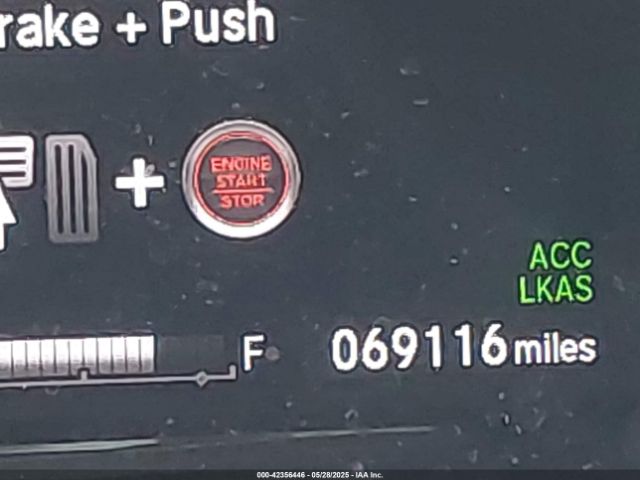 rake + Push
+
ENGINE
START
STOP
ACC
LKAS
F
069116 miles
000-42356446 - 05/28/2025 - IAA Inc.